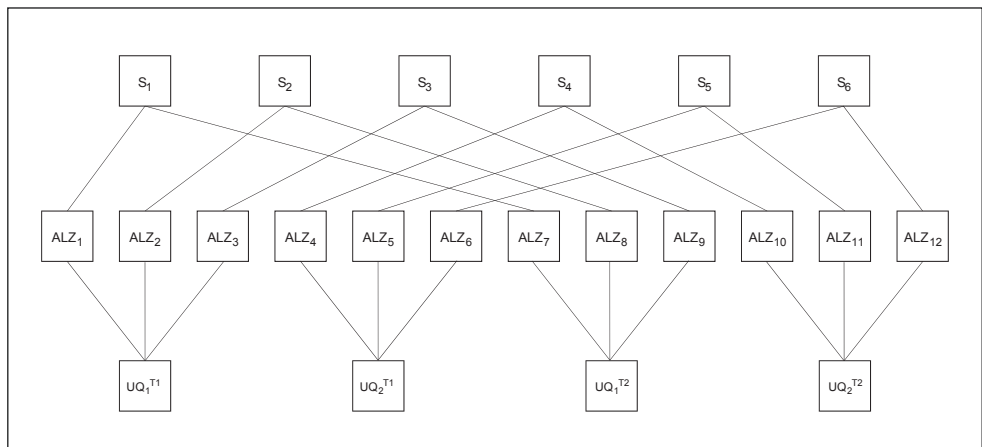 S1 S2 S3 S4 S5 S6
ALZ1 ALZ2 ALZ3 ALZ4 ALZ5 ALZ6 ALZ7 ALZ8 ALZ9 ALZ10 ALZ11 ALZ12
UQ1T1 UQ2T1 UQ1T2 UQ2T2